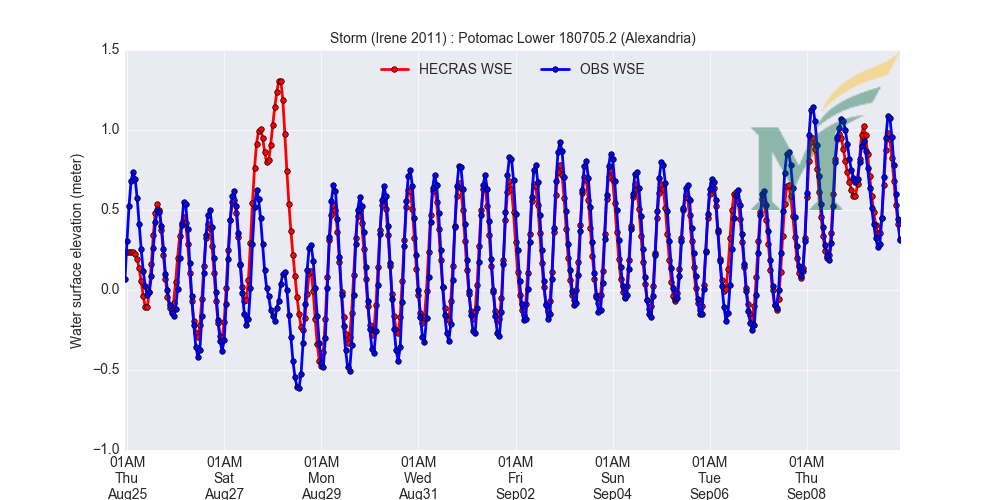 Storm (Irene 2011) : Potomac Lower 180705.2 (Alexandria)
HECRAS WSE
OBS WSE
Water surface elevation (meter)
1.5
1.0
0.5
0.0
−0.5
−1.0
01AM 01AM 01AM 01AM 01AM 01AM 01AM 01AM
Thu Sat Mon Wed Fri Sun Tue Thu
Aug25 Aug27 Aug29 Aug31 Sep02 Sep04 Sep06 Sep08
M